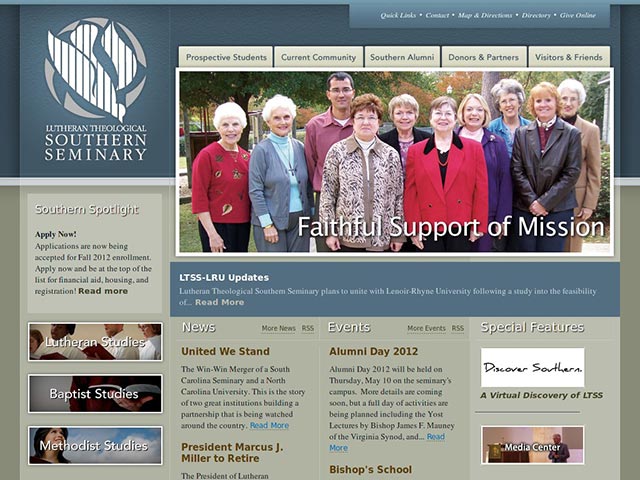 Quick Links • Contact • Map & Directions • Directory • Give Online
LUTHERAN THEOLOGICAL
SOUTHERN
SEMINARY
Prospective Students
Current Community
Southern Alumni
Donors & Partners
Visitors & Friends
Faithful Support of Mission
Southern Spotlight
Apply Now!
Applications are now being
accepted for Fall 2012 enrollment.
Apply now and be at the top of the
list for financial aid, housing, and
registration! Read more
Lutheran Studies
Baptist Studies
Methodist Studies
LTSS-LRU Updates
Lutheran Theological Southern Seminary plans to unite with Lenoir-Rhyne University following a study into the feasibility
of... Read More
News
More News RSS
United We Stand
The Win-Win Merger of a South
Carolina Seminary and a North
Carolina University. This is the story
of two great institutions building a
partnership that is being watched
around the country. Read More
President Marcus J.
Miller to Retire
The President of Lutheran
Events
More Events RSS
Alumni Day 2012
Alumni Day 2012 will be held on
Thursday, May 10 on the seminary's
campus. More details are coming
soon, but a full day of activities are
being planned including the Yost
Lectures by Bishop James F. Mauney
of the Virginia Synod, and... Read
More
Bishop's School
Special Features
Discover Southern.
A Virtual Discovery of LTSS
Media Center